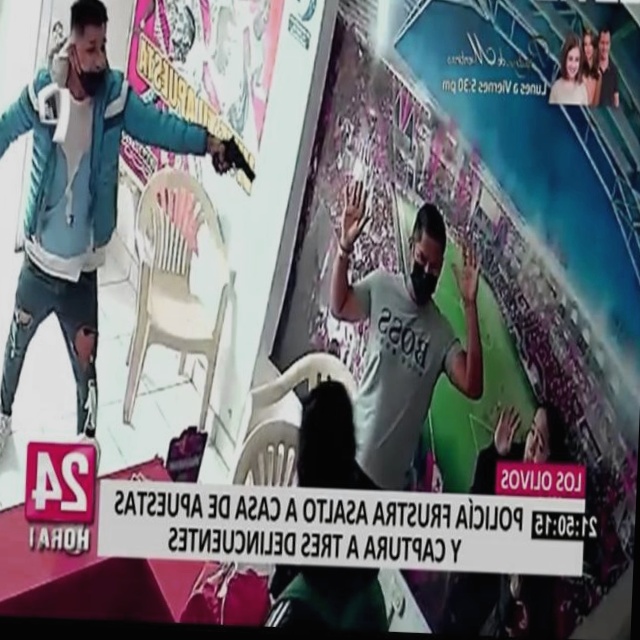 Lunes a Viernes 5:30 pm
BOSS
LOS OLIVOS
21:50:15
POLICÍA FRUSTRA ASALTO A CASA DE APUESTAS
Y CAPTURA A TRES DELINCUENTES
24
HORA